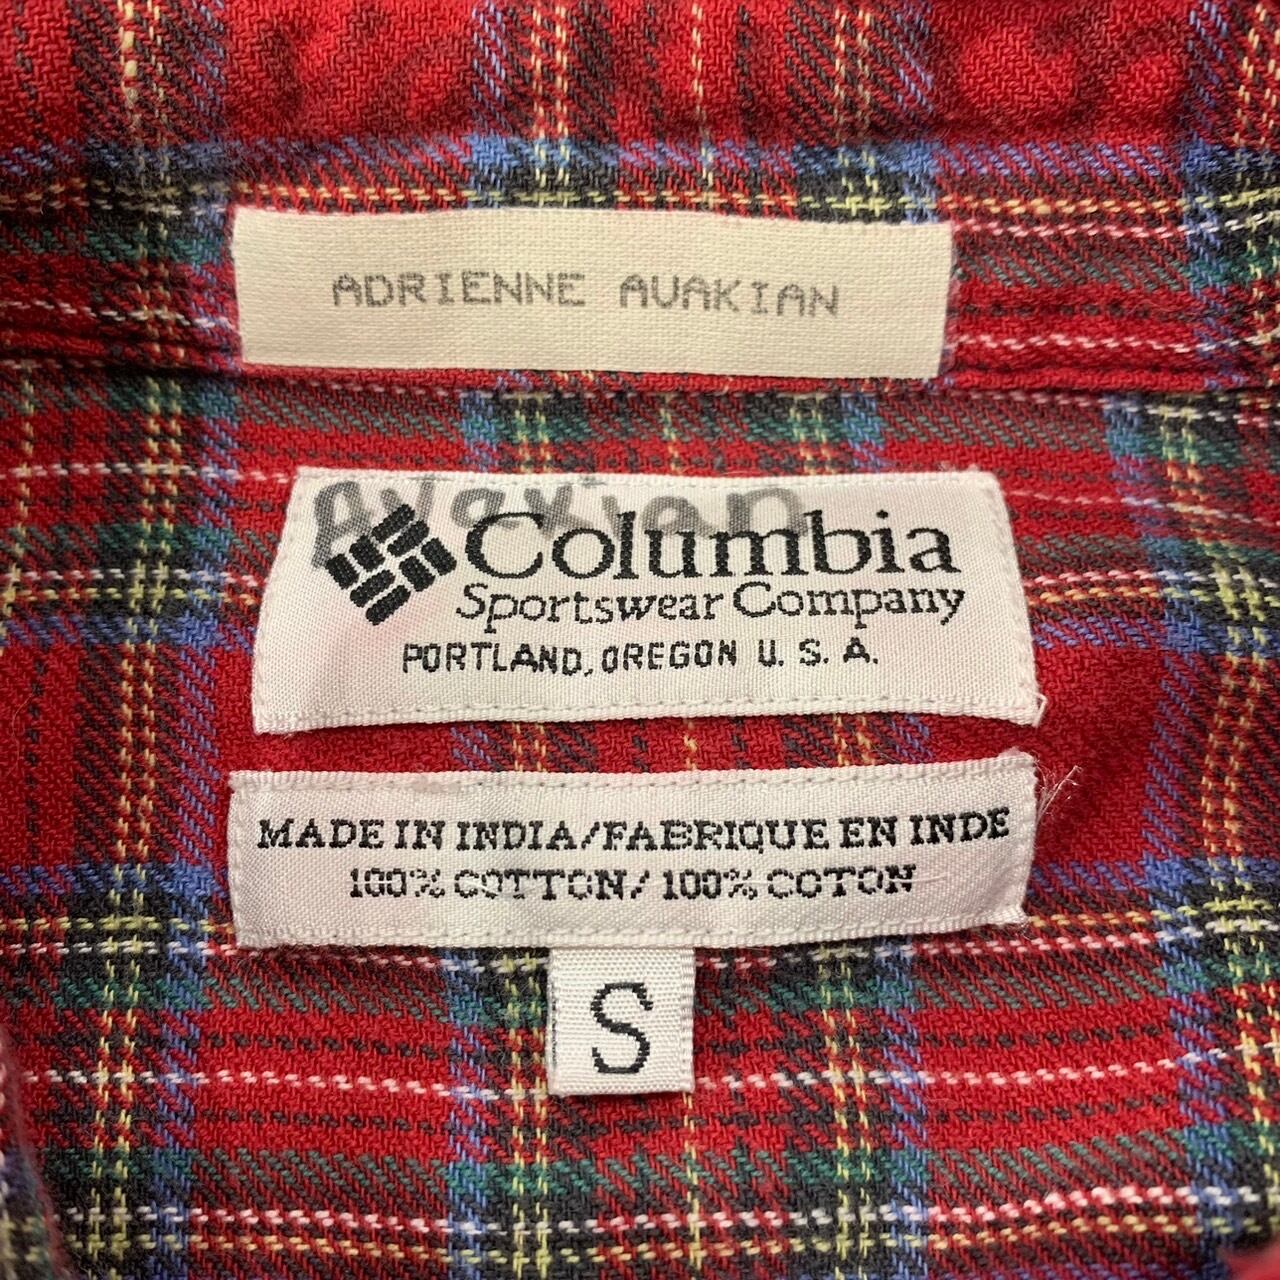 ADRIENNE AVAKIAN
Avakian
Columbia
Sportswear Company
PORTLAND, OREGON U. S. A.
MADE IN INDIA/FABRIQUE EN INDE
100% COTTON/ 100% COTON
S